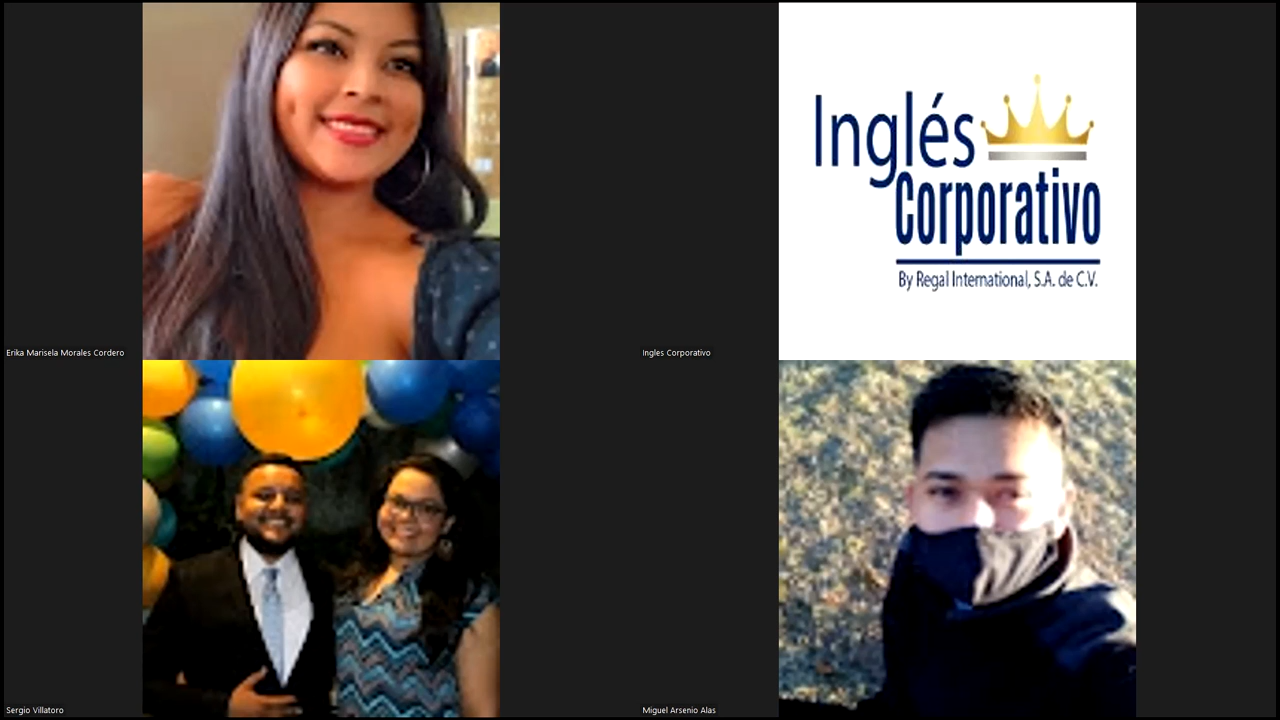 Inglés
Corporativo
By Regal International, S.A. de C.V.
Erika Marisela Morales Cordero
Ingles Corporativo
Sergio Villatoro
Miguel Arsenio Alas